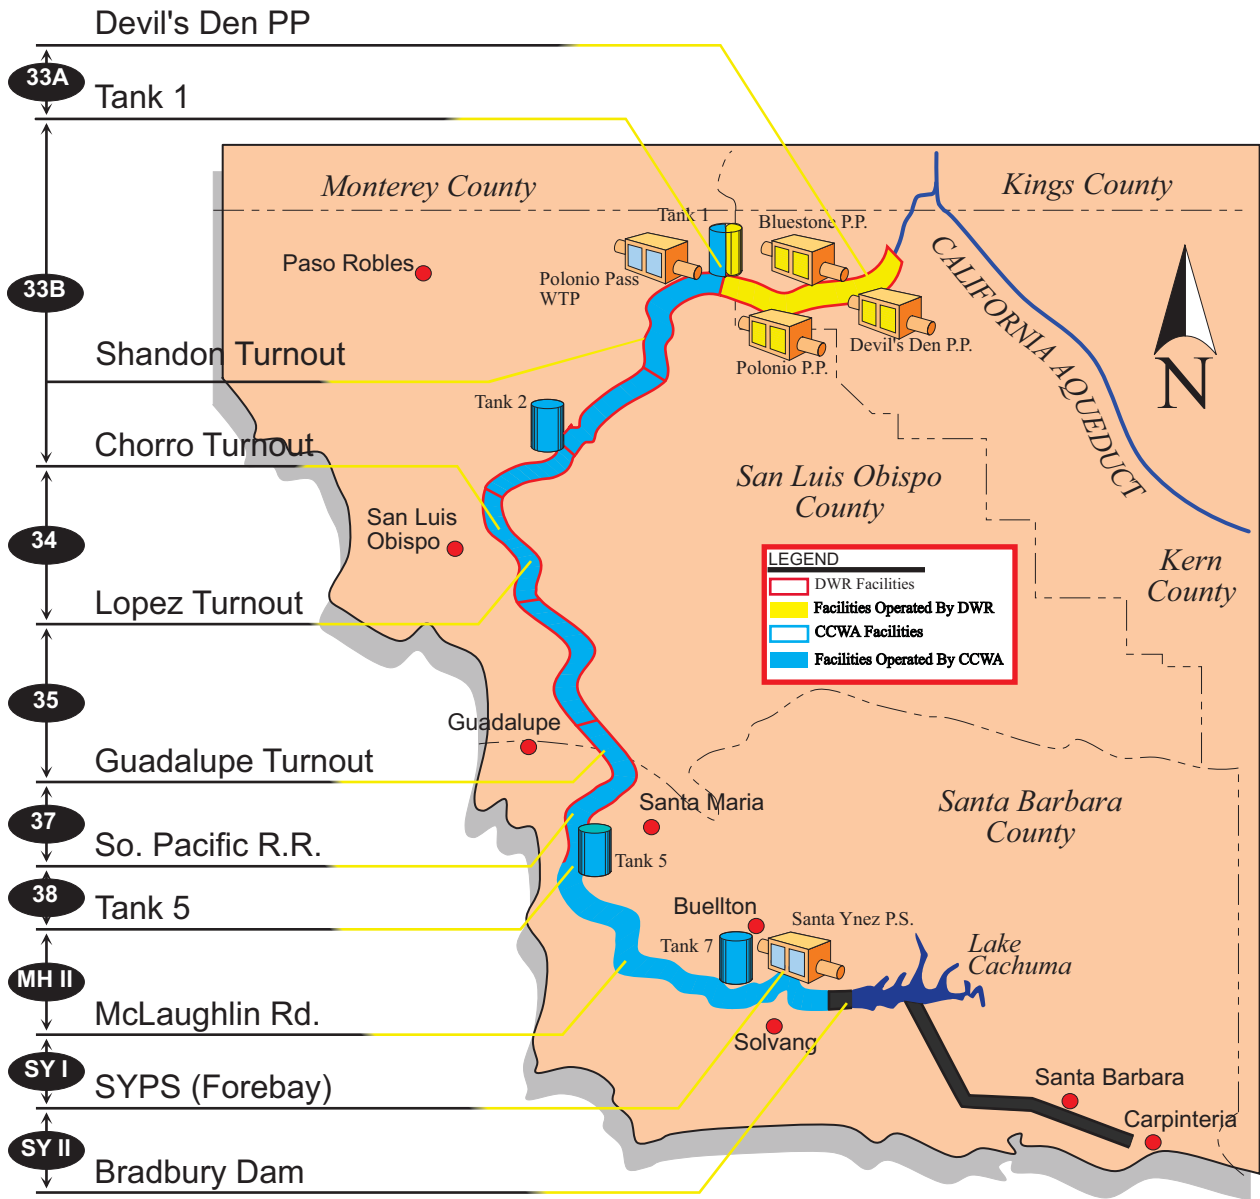 Devil's Den PP
33A
Tank 1
33B
Shandon Turnout
Chorro Turnout
34
Lopez Turnout
35
Guadalupe Turnout
37
So. Pacific R.R.
38
Tank 5
MH II
McLaughlin Rd.
SY I
SYPS (Forebay)
SY II
Bradbury Dam
Monterey County
Kings County
Tank 1
Bluestone P.P.
Paso Robles
Polonio Pass
WTP
CALIFORNIA AQUEDUCT
Devil's Den P.P.
Polonio P.P.
N
Tank 2
San Luis Obispo
County
San Luis
Obispo
Kern
County
LEGEND
DWR Facilities
Facilities Operated By DWR
CCWA Facilities
Facilities Operated By CCWA
Guadalupe
Santa Maria
Santa Barbara
County
Tank 5
Buellton
Santa Ynez P.S.
Tank 7
Lake
Cachuma
Solvang
Santa Barbara
Carpinteria